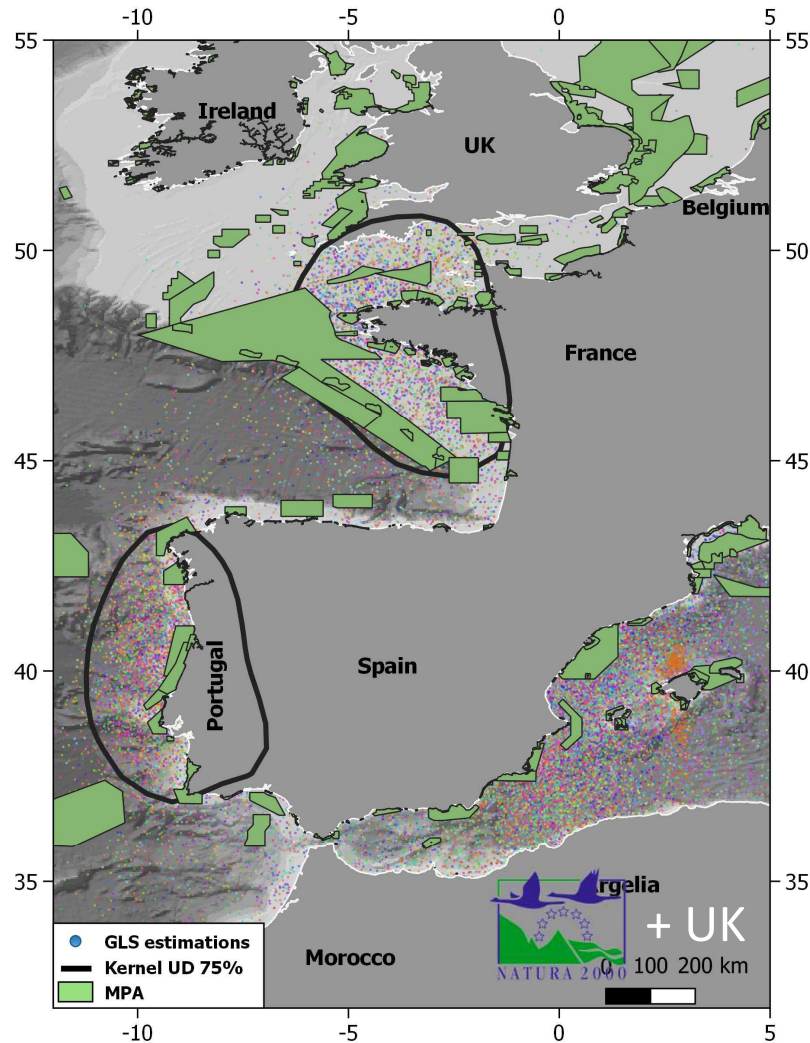 -10 -5 0 5
55 55
Ireland
UK
Belgium
50 50
France
45 45
40 40
Spain
Portugal
35 35
rgelia
+ UK
NATURA 2000
Morocco
0 100 200 km
GLS estimations
Kernel UD 75%
MPA
-10 -5 0 5